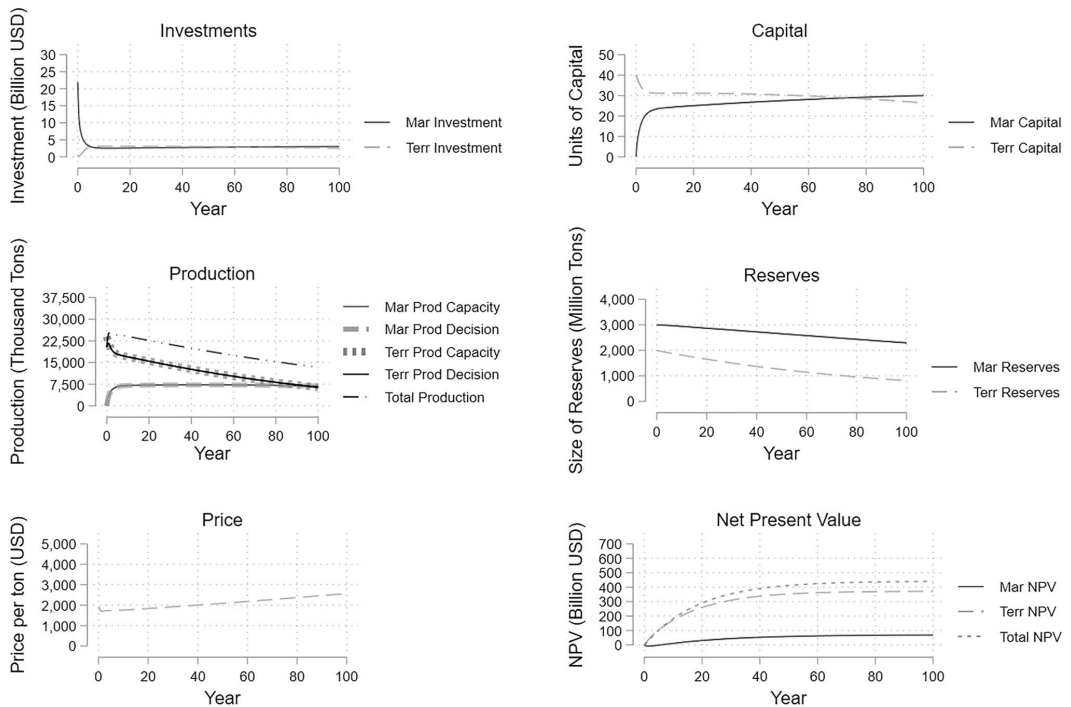 Investments
Investment (Billion USD)
30
25
20
15
10
5
0
0 20 40 60 80 100
Year
Mar Investment
Terr Investment
Capital
Units of Capital
50
40
30
20
10
0
0 20 40 60 80 100
Year
Mar Capital
Terr Capital
Production
Production (Thousand Tons)
37,500
30,000
22,500
15,000
7,500
0
0 20 40 60 80 100
Year
Mar Prod Capacity
Mar Prod Decision
Terr Prod Capacity
Terr Prod Decision
Total Production
Reserves
Size of Reserves (Million Tons)
4,000
3,000
2,000
1,000
0
0 20 40 60 80 100
Year
Mar Reserves
Terr Reserves
Price
Price per ton (USD)
5,000
4,000
3,000
2,000
1,000
0
0 20 40 60 80 100
Year
Net Present Value
NPV (Billion USD)
700
600
500
400
300
200
100
0
0 20 40 60 80 100
Year
Mar NPV
Terr NPV
Total NPV